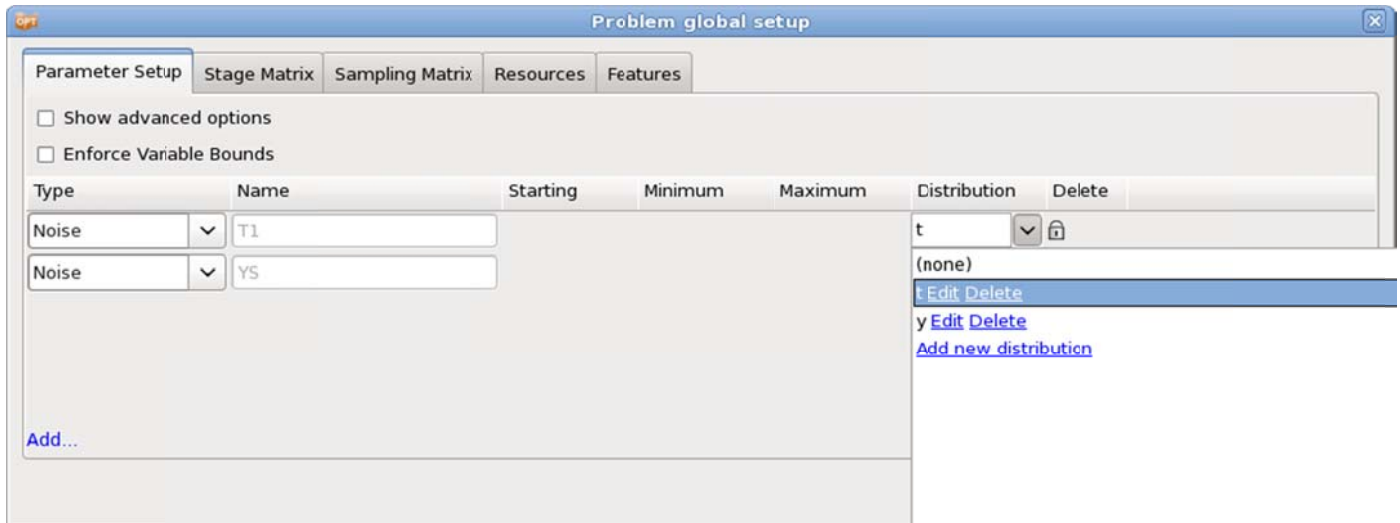 OPT Problem global setup
Parameter Setup Stage Matrix Sampling Matrix Resources Features
Show advanced options
Enforce Variable Bounds
Type Name Starting Minimum Maximum Distribution Delete
Noise T1 t
Noise YS (none)
t Edit Delete
y Edit Delete
Add new distribution
Add...